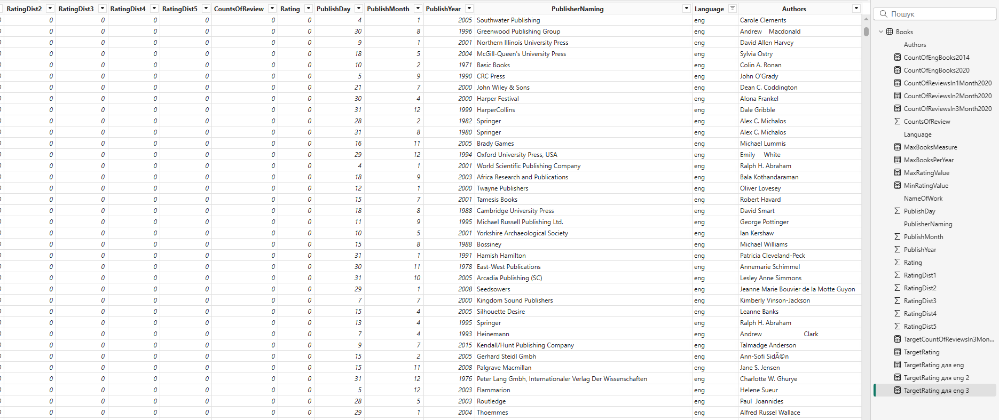 RatingDist2 RatingDist3 RatingDist4 RatingDist5 CountsOfReview Rating PublishDay PublishMonth PublishYear PublisherNaming Language Authors
0 0 0 0 0 0 4 1 2005 Southwater Publishing eng Carole Clements
0 0 0 0 0 0 30 8 1996 Greenwood Publishing Group eng Andrew Macdonald
0 0 0 0 0 0 9 1 2001 Northern Illinois University Press eng David Allen Harvey
0 0 0 0 0 0 18 5 2004 McGill-Queen's University Press eng Sylvia Ostry
0 0 0 0 0 0 10 2 1971 Basic Books eng Colin A. Ronan
0 0 0 0 0 0 5 9 1990 CRC Press eng John O'Grady
0 0 0 0 0 0 21 7 2000 John Wiley & Sons eng Dean C. Coddington
0 0 0 0 0 0 30 4 2000 Harper Festival eng Alona Frankel
0 0 0 0 0 0 31 12 1999 HarperCollins eng Dale Gribble
0 0 0 0 0 0 28 2 1982 Springer eng Alex C. Michalos
0 0 0 0 0 0 31 8 1980 Springer eng Alex C. Michalos
0 0 0 0 0 0 16 11 2005 Brady Games eng Michael Lummis
0 0 0 0 0 0 29 12 1994 Oxford University Press, USA eng Emily White
0 0 0 0 0 0 4 1 2001 World Scientific Publishing Company eng Ralph H. Abraham
0 0 0 0 0 0 18 9 2003 Africa Research and Publications eng Bala Kothandaraman
0 0 0 0 0 0 12 1 2000 Twayne Publishers eng Oliver Lovesey
0 0 0 0 0 0 15 7 2001 Tamesis Books eng Robert Havard
0 0 0 0 0 0 18 8 1988 Cambridge University Press eng David Smart
0 0 0 0 0 0 11 9 1995 Michael Russell Publishing Ltd. eng George Pottinger
0 0 0 0 0 0 10 5 2001 Yorkshire Archaeological Society eng Ian Kershaw
0 0 0 0 0 0 15 8 1988 Bossiney eng Michael Williams
0 0 0 0 0 0 31 1 1991 Hamish Hamilton eng Patricia Cleveland-Peck
0 0 0 0 0 0 30 11 1978 East-West Publications eng Annemarie Schimmel
0 0 0 0 0 0 31 10 2005 Arcadia Publishing (SC) eng Lesley Anne Simmons
0 0 0 0 0 0 29 1 2008 Seedsowers eng Jeanne Marie Bouvier de la Motte Guyon
0 0 0 0 0 0 7 7 2000 Kingdom Sound Publishers eng Kimberly Vinson-Jackson
0 0 0 0 0 0 15 4 2005 Silhouette Desire eng Leanne Banks
0 0 0 0 0 0 13 4 1995 Springer eng Ralph H. Abraham
0 0 0 0 0 0 7 4 1993 Heinemann eng Andrew Clark
0 0 0 0 0 0 9 7 2015 Kendall/Hunt Publishing Company eng Talmadge Anderson
0 0 0 0 0 0 15 2 2005 Gerhard Steidl Gmbh eng Ann-Sofi SidÃ©n
0 0 0 0 0 0 15 11 2008 Palgrave Macmillan eng Jane S. Jensen
0 0 0 0 0 0 31 12 1976 Peter Lang Gmbh, Internationaler Verlag Der Wissenschaften eng Charlotte W. Ghurye
0 0 0 0 0 0 5 12 2003 Flammarion eng Helene Sueur
0 0 0 0 0 0 28 5 2003 Routledge eng Paul Joannides
0 0 0 0 0 0 29 1 2004 Thoemmes eng Alfred Russel Wallace
Пошук
Books
Authors
CountOfEngBooks2014
CountOfEngBooks2020
CountOfReviewsIn1Month2020
CountOfReviewsIn2Month2020
CountOfReviewsIn3Month2020
CountsOfReview
Language
MaxBooksMeasure
MaxBooksPerYear
MaxRatingValue
MinRatingValue
NameOfWork
PublishDay
PublisherNaming
PublishMonth
PublishYear
Rating
RatingDist1
RatingDist2
RatingDist3
RatingDist4
RatingDist5
TargetCountOfReviewsIn3Mon...
TargetRating
TargetRating для eng
TargetRating для eng 2
TargetRating для eng 3